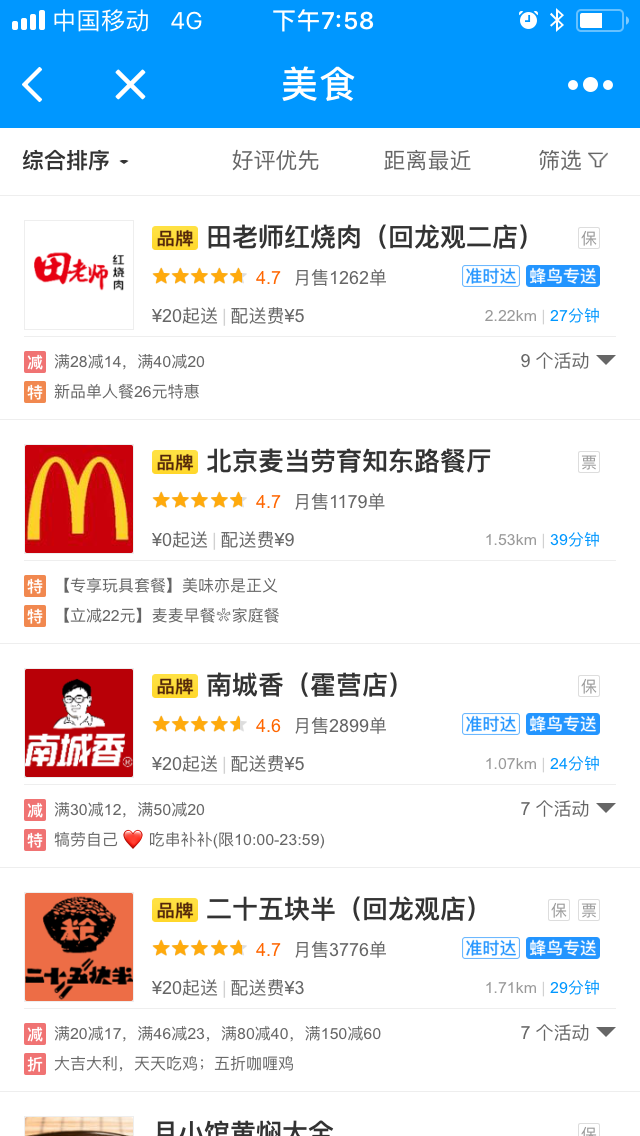 中国移动 4G 下午7:58
美食
综合排序 好评优先 距离最近 筛选
田老师红烧肉
品牌 田老师红烧肉（回龙观二店） 保
4.7 月售1262单 准时达 蜂鸟专送
¥20起送 | 配送费¥5 2.22km | 27分钟
减 满28减14，满40减20 9 个活动
特 新品单人餐26元特惠
品牌 北京麦当劳育知东路餐厅 票
4.7 月售1179单
¥0起送 | 配送费¥9 1.53km | 39分钟
特 【专享玩具套餐】美味亦是正义
特 【立减22元】麦麦早餐❊家庭餐
南城香®
品牌 南城香（霍营店） 保
4.6 月售2899单 准时达 蜂鸟专送
¥20起送 | 配送费¥5 1.07km | 24分钟
减 满30减12，满50减20 7 个活动
特 犒劳自己 ❤️ 吃串补补(限10:00-23:59)
二十五块半
品牌 二十五块半（回龙观店） 保 票
4.7 月售3776单 准时达 蜂鸟专送
¥20起送 | 配送费¥3 1.71km | 29分钟
减 满20减17，满46减23，满80减40，满150减60 7 个活动
折 大吉大利，天天吃鸡；五折咖喱鸡